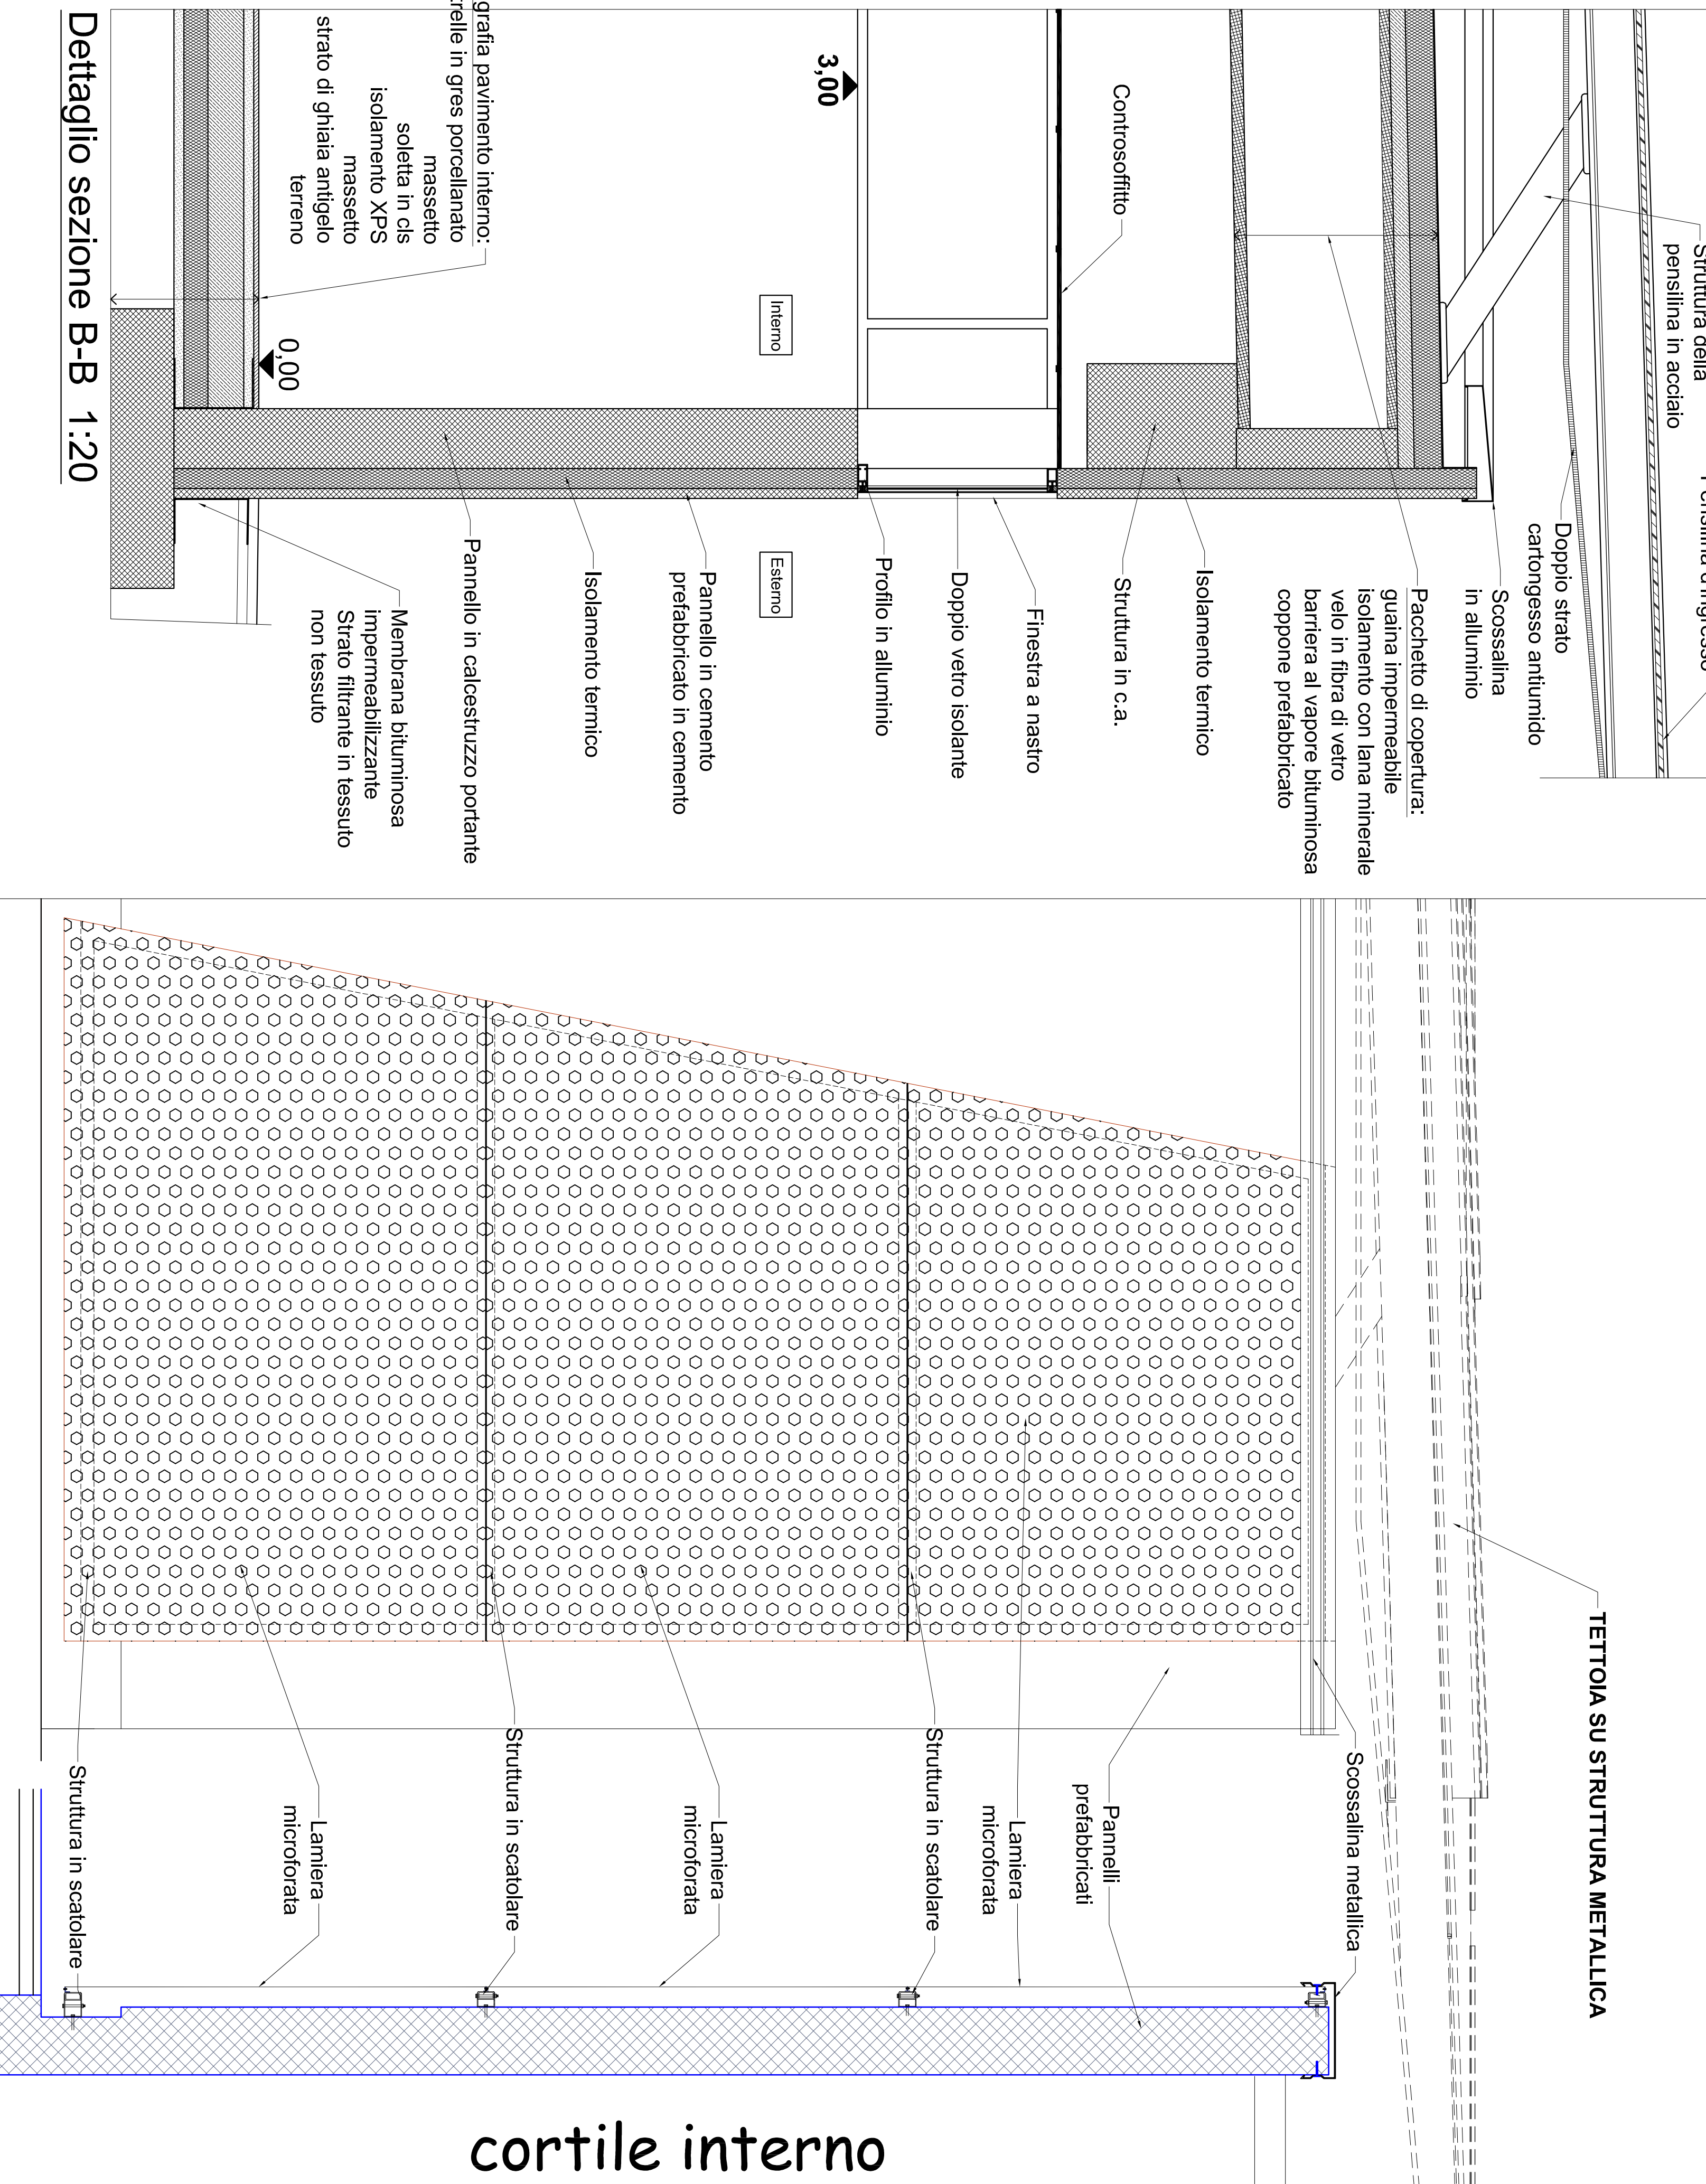 Struttura della
pensilina in acciaio
Doppio strato
cartongesso antiumido
Scossalina
in alluminio
Pacchetto di copertura:
guaina impermeabile
isolamento con lana minerale
velo in fibra di vetro
barriera al vapore bituminosa
coppone prefabbricato
Isolamento termico
Controsoffitto
Struttura in c.a.
Finestra a nastro
Doppio vetro isolante
Profilo in alluminio
3,00
Interno
Esterno
Pannello in cemento
prefabbricato in cemento
Isolamento termico
Pannello in calcestruzzo portante
grafia pavimento interno:
relle in gres porcellanato
massetto
soletta in cls
isolamento XPS
massetto
strato di ghiaia antigelo
terreno
0,00
Membrana bituminosa
impermeabilizzante
Strato filtrante in tessuto
non tessuto
Dettaglio sezione B-B 1:20
TETTOIA SU STRUTTURA METALLICA
Scossalina metallica
Pannelli
prefabbricati
Lamiera
microforata
Struttura in scatolare
Lamiera
microforata
Struttura in scatolare
Lamiera
microforata
Struttura in scatolare
cortile interno